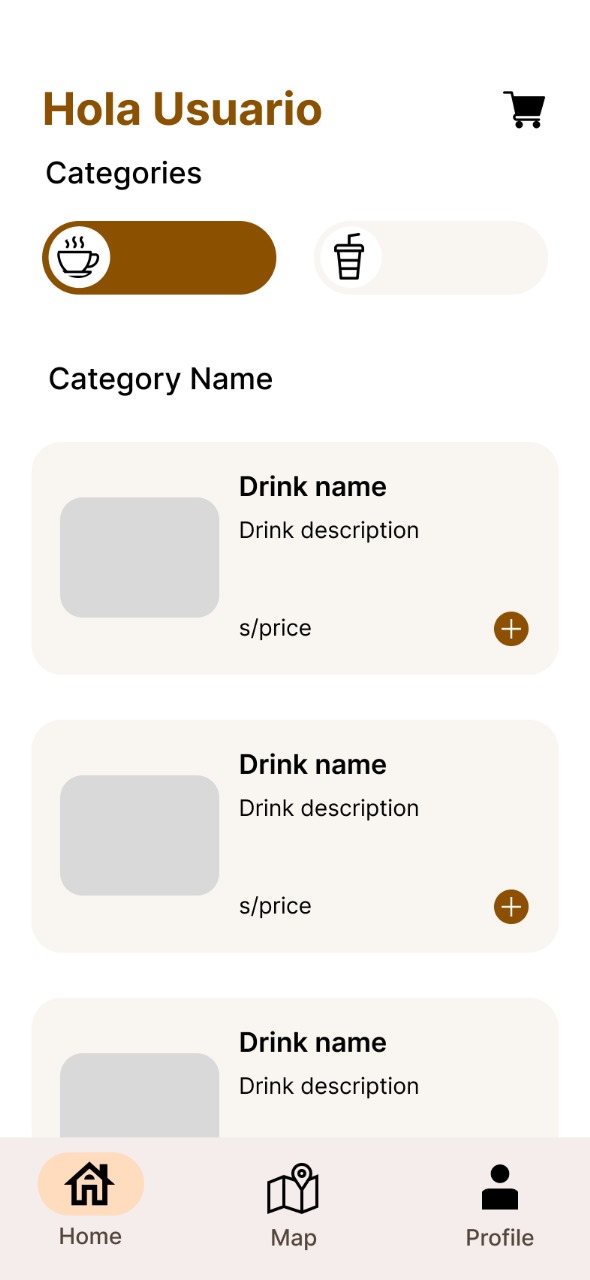 Hola Usuario
Categories
Category Name
Drink name
Drink description
s/price
Drink name
Drink description
s/price
Drink name
Drink description
Home
Map
Profile